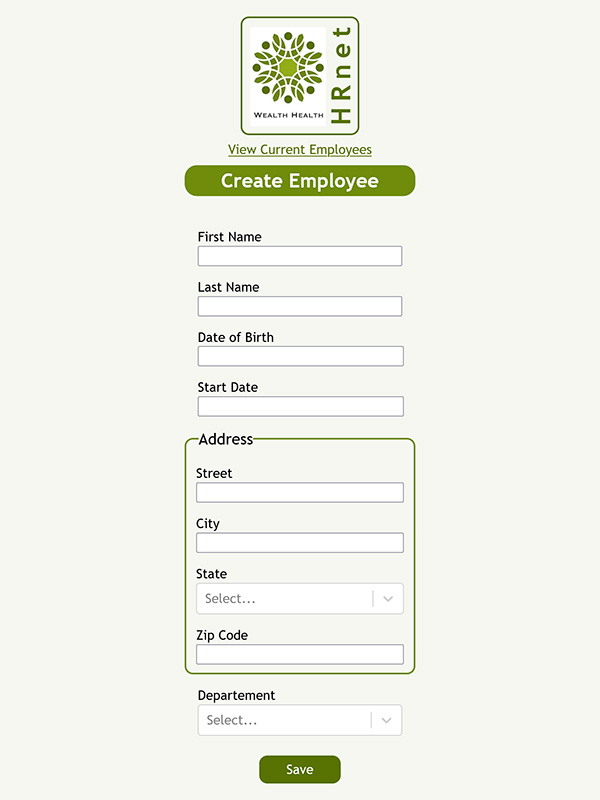 WEALTH HEALTH
HRnet
View Current Employees
Create Employee
First Name
Last Name
Date of Birth
Start Date
Address
Street
City
State
Select...
Zip Code
Departement
Select...
Save